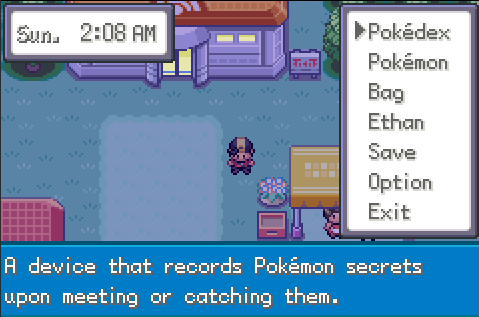 Sun. 2:08 AM
Pokédex
Pokémon
Bag
Ethan
Save
Option
Exit
A device that records Pokémon secrets
upon meeting or catching them.